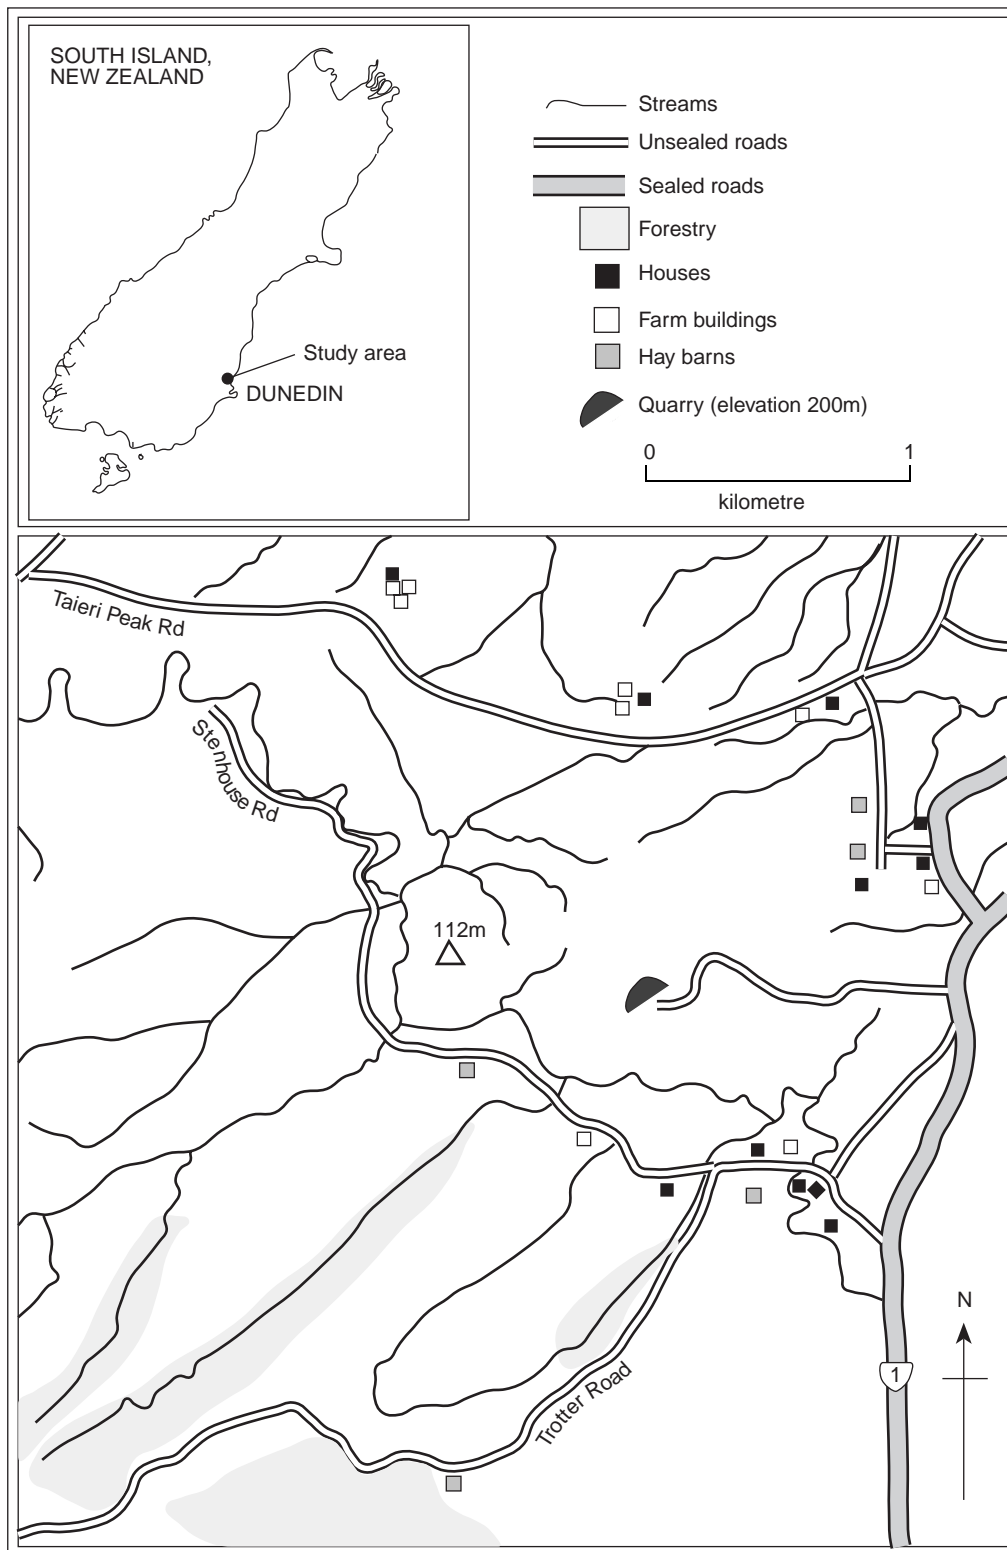 SOUTH ISLAND,
NEW ZEALAND
Study area
DUNEDIN
Streams
Unsealed roads
Sealed roads
Forestry
Houses
Farm buildings
Hay barns
Quarry (elevation 200m)
0 1
kilometre
Taieri Peak Rd
Stenhouse Rd
112m
Trotter Road
N
1